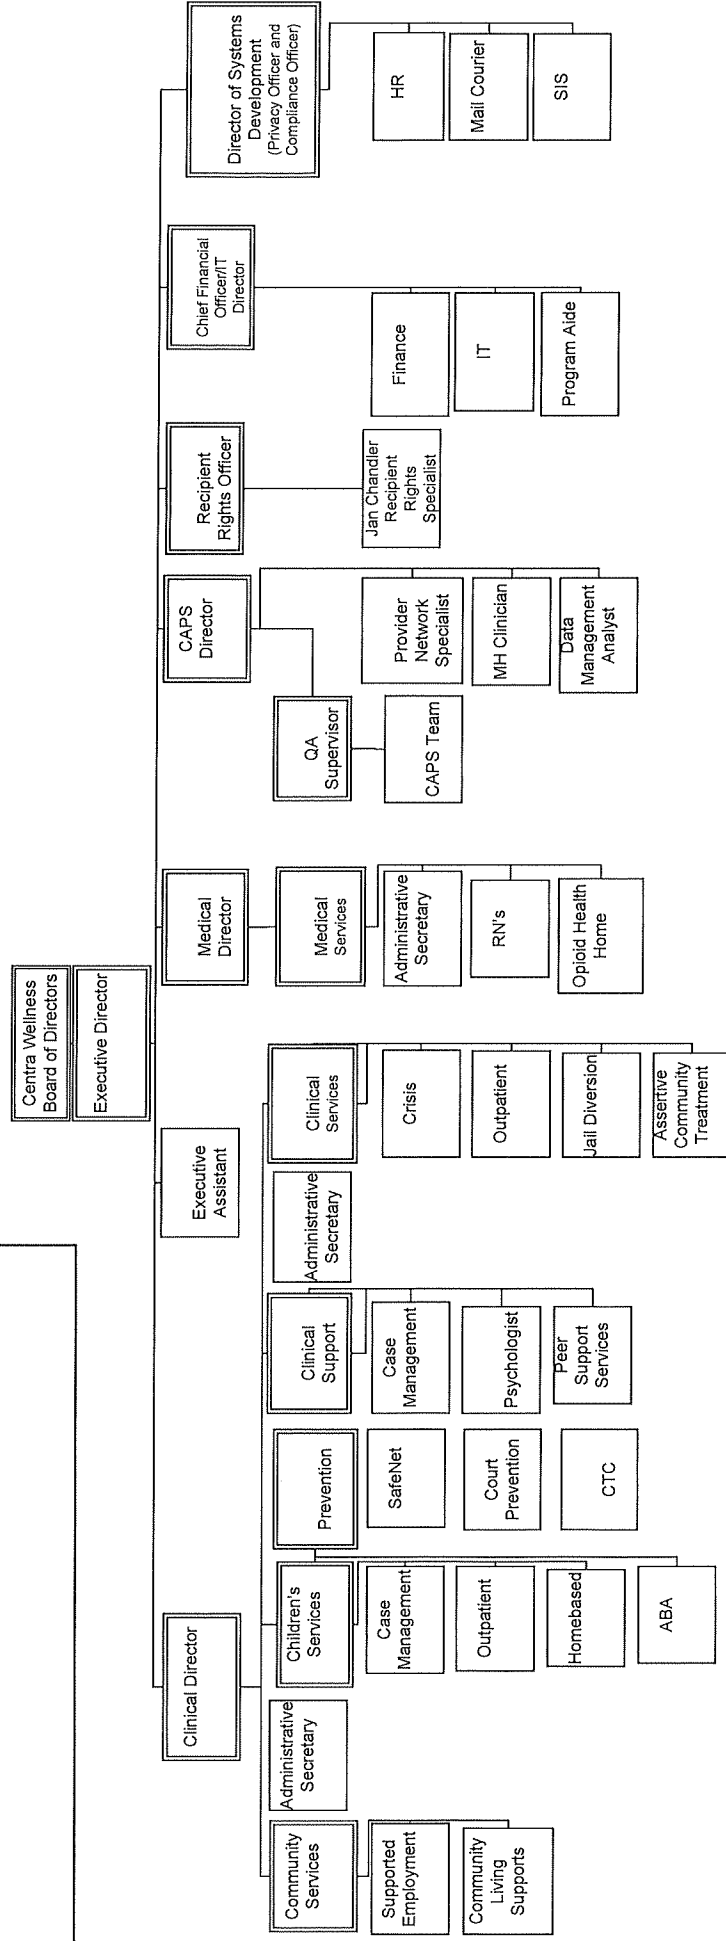 Centra Wellness
Board of Directors
Executive Director
Executive
Assistant
Clinical Director
Community
Services
Supported
Employment
Community
Living
Supports
Administrative
Secretary
Children's
Services
Case
Management
Outpatient
Homebased
ABA
Prevention
SafeNet
Court
Prevention
CTC
Clinical
Support
Case
Management
Psychologist
Peer
Support
Services
Administrative
Secretary
Clinical
Services
Crisis
Outpatient
Jail Diversion
Assertive
Community
Treatment
Medical
Director
Medical
Services
Administrative
Secretary
RN's
Opioid Health
Home
CAPS
Director
QA
Supervisor
CAPS Team
Provider
Network
Specialist
MH Clinician
Data
Management
Analyst
Recipient
Rights Officer
Jan Chandler
Recipient
Rights
Specialist
Chief Financial
Officer/IT
Director
Finance
IT
Program Aide
Director of Systems
Development
(Privacy Officer and
Compliance Officer)
HR
Mail Courier
SIS